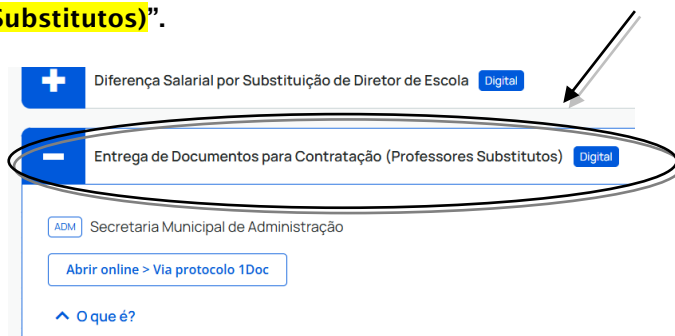 Substitutos)”.
Diferença Salarial por Substituição de Diretor de Escola Digital
Entrega de Documentos para Contratação (Professores Substitutos) Digital
ADM Secretaria Municipal de Administração
Abrir online > Via protocolo 1Doc
O que é?